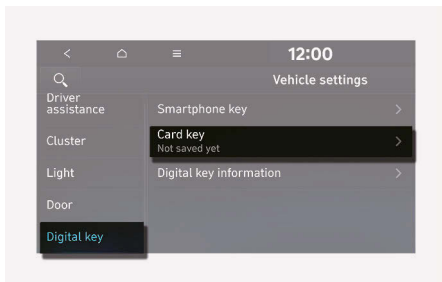 12:00
Vehicle settings
Driver
assistance
Cluster
Light
Door
Digital key
Smartphone key
Card key
Not saved yet
Digital key information